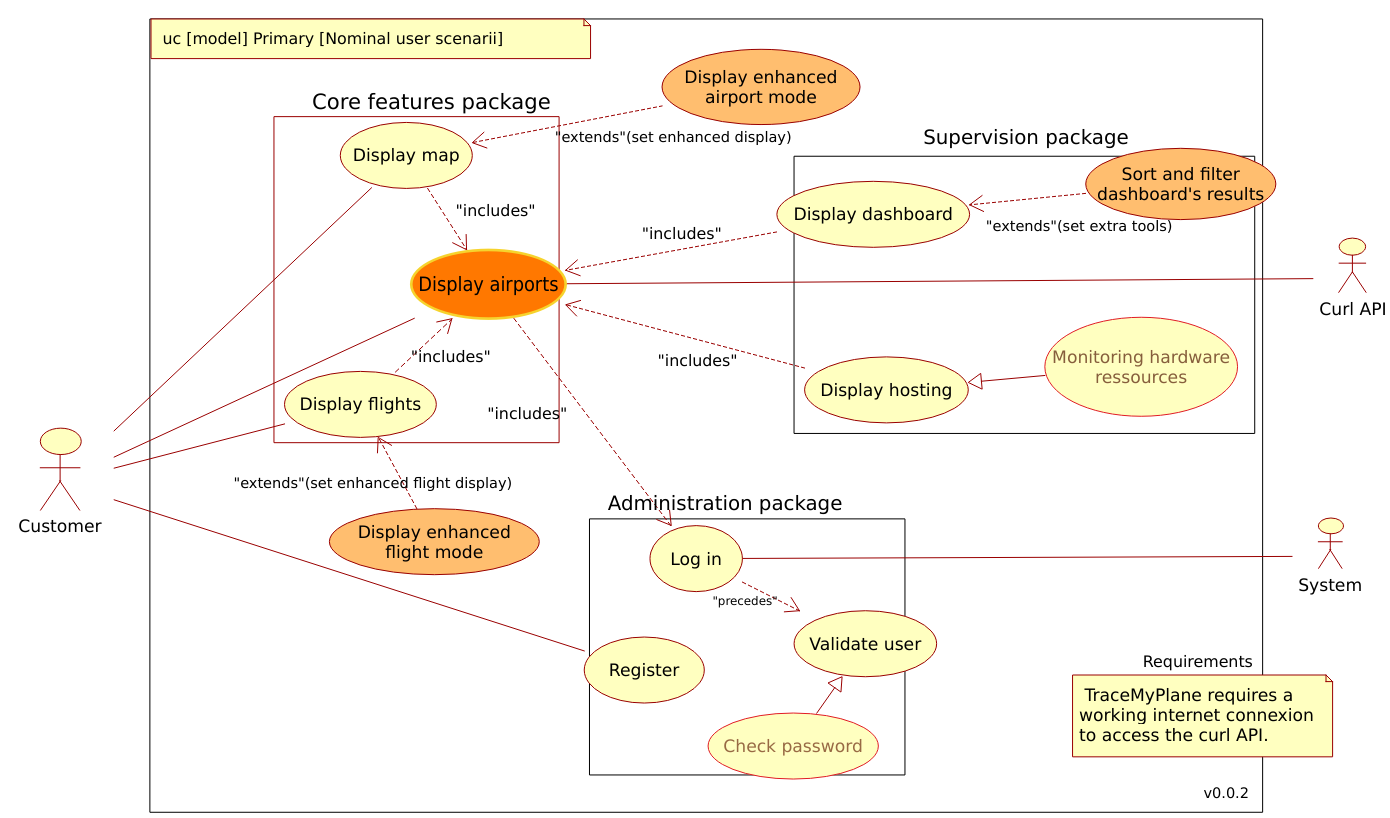 uc [model] Primary [Nominal user scenarii]
Display enhanced
airport mode
Core features package
"extends"(set enhanced display)
Supervision package
Display map
Sort and filter
dashboard's results
"includes"
Display dashboard
"extends"(set extra tools)
"includes"
Display airports
Curl API
"includes"
"includes"
Monitoring hardware
ressources
Display hosting
Display flights
"includes"
"extends"(set enhanced flight display)
Customer
Display enhanced
flight mode
Administration package
Log in
System
"precedes"
Validate user
Register
Requirements
TraceMyPlane requires a
working internet connexion
to access the curl API.
Check password
v0.0.2